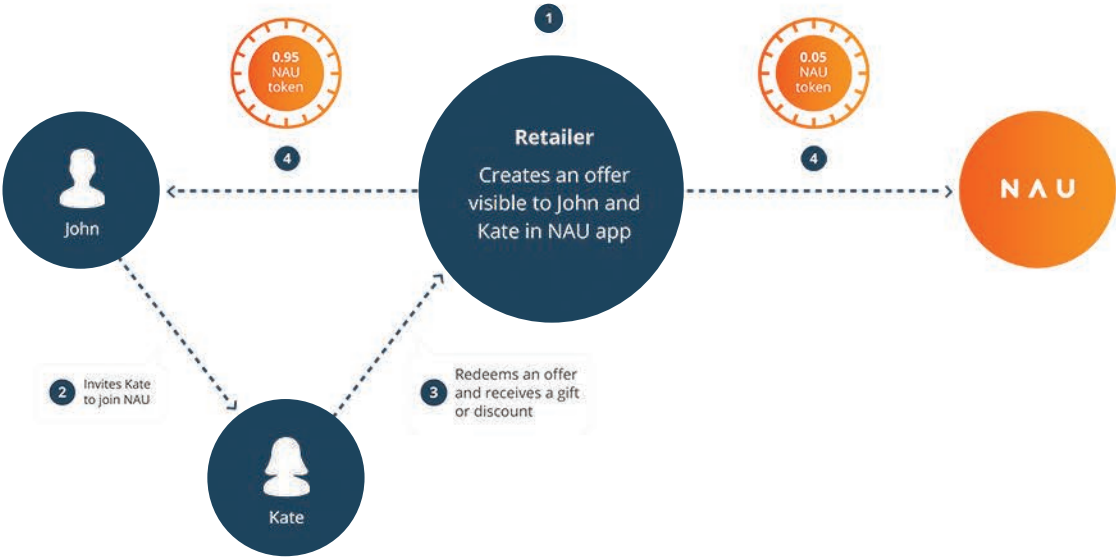 1
0.95
NAU
token
0.05
NAU
token
4
4
Retailer
Creates an offer
visible to John and
Kate in NAU app
John
NAU
2
Invites Kate
to join NAU
3
Redeems an offer
and receives a gift
or discount
Kate